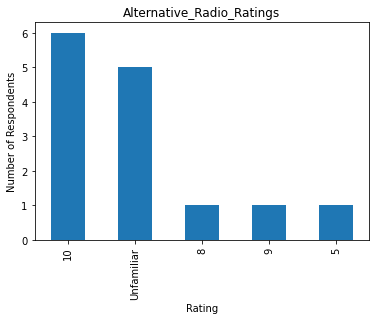 Alternative_Radio_Ratings
Number of Respondents
6
5
4
3
2
1
0
10
Unfamiliar
8
9
5
Rating